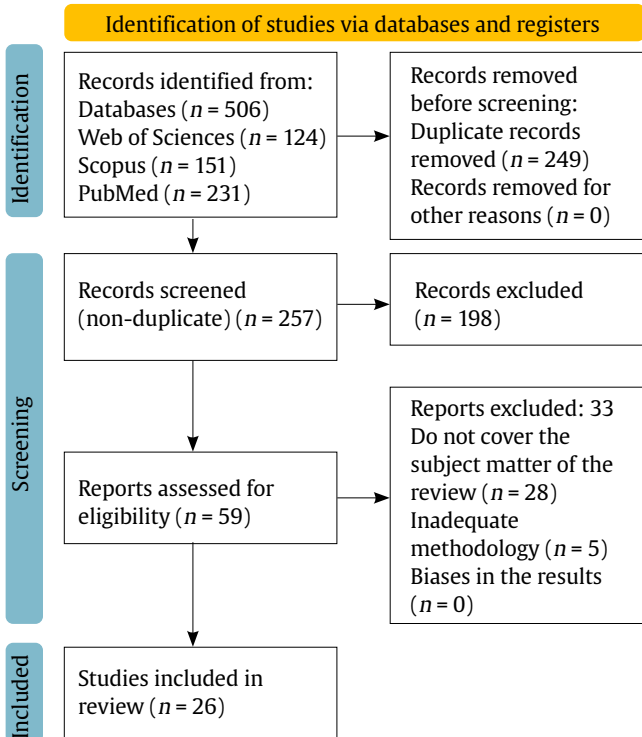 Identification of studies via databases and registers
Identification
Records identified from:
Databases (n = 506)
Web of Sciences (n = 124)
Scopus (n = 151)
PubMed (n = 231)
Records removed
before screening:
Duplicate records
removed (n = 249)
Records removed for
other reasons (n = 0)
Screening
Records screened
(non-duplicate) (n = 257)
Records excluded
(n = 198)
Reports assessed for
eligibility (n = 59)
Reports excluded: 33
Do not cover the
subject matter of the
review (n = 28)
Inadequate
methodology (n = 5)
Biases in the results
(n = 0)
Included
Studies included in
review (n = 26)